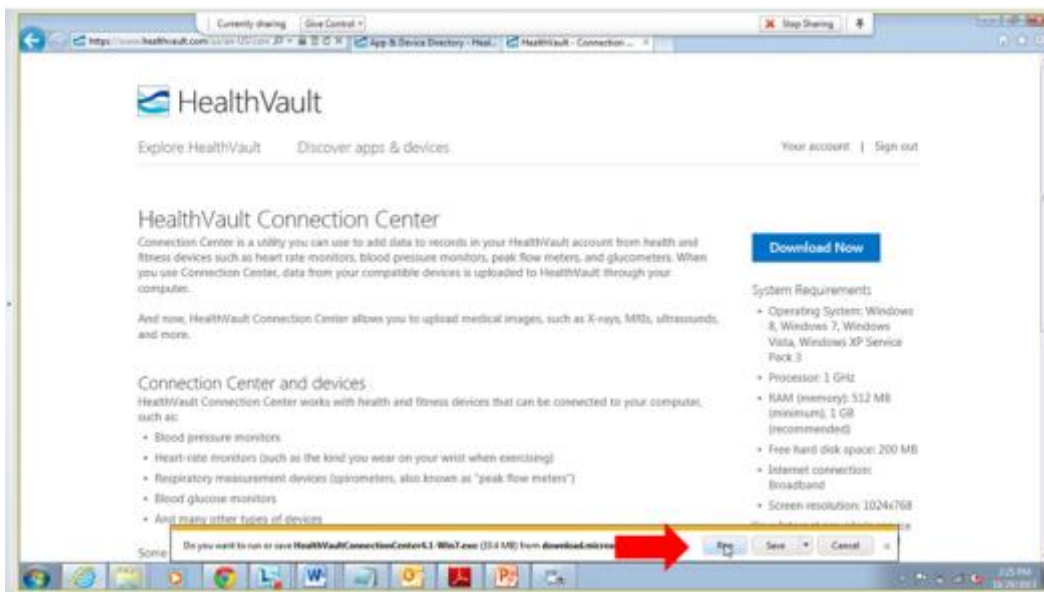 Currently sharing Give Control
Stop Sharing
App & Device Directory - Heal... HealthVault - Connection ...
HealthVault
Explore HealthVault Discover apps & devices Your account | Sign out
HealthVault Connection Center
Connection Center is a utility you can use to add data to records in your HealthVault account from health and
fitness devices such as heart rate monitors, blood pressure monitors, peak flow meters, and glucometers. When
you use Connection Center, data from your compatible devices is uploaded to HealthVault through your
computer.
And now, HealthVault Connection Center allows you to upload medical images, such as X-rays, MRIs, ultrasounds,
and more.
Connection Center and devices
HealthVault Connection Center works with health and fitness devices that can be connected to your computer,
such as:
• Blood pressure monitors
• Heart-rate monitors (such as the kind you wear on your wrist when exercising)
• Respiratory measurement devices (spirometers, also known as "peak flow meters")
• Blood glucose monitors
• And many other types of devices
Some
Download Now
System Requirements
• Operating System: Windows
8, Windows 7, Windows
Vista, Windows XP Service
Pack 3
• Processor: 1 GHz
• RAM (memory): 512 MB
(minimum), 1 GB
(recommended)
• Free hard disk space: 200 MB
• Internet connection:
Broadband
• Screen resolution: 1024x768
Do you want to run or save HealthVaultConnectionCenter4.1-Win7.exe from download.micros
Run Save Cancel
2:25 PM